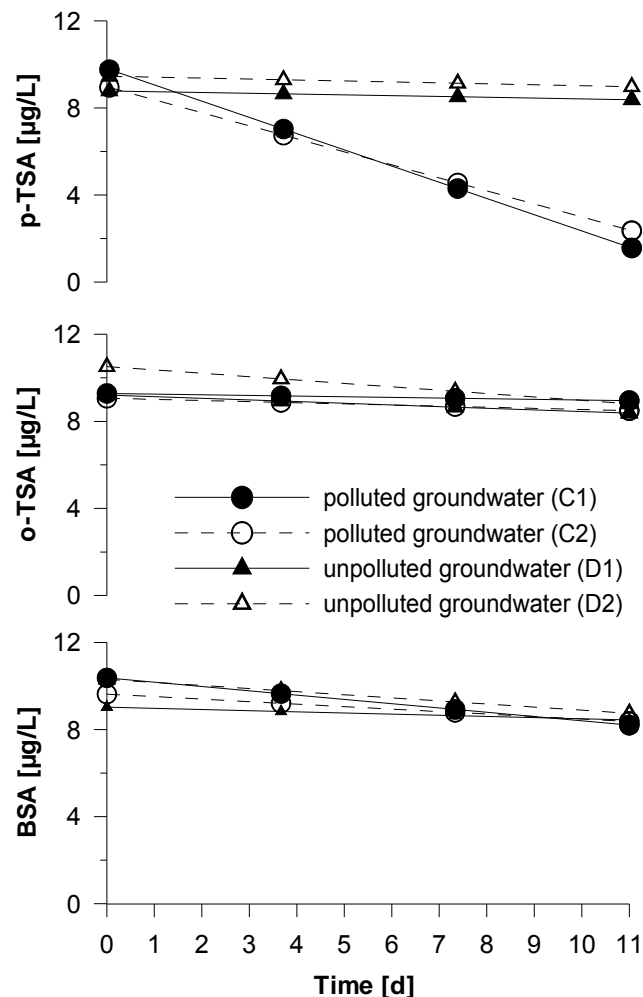 12
8
4
0
p-TSA [µg/L]
12
8
4
0
o-TSA [µg/L]
polluted groundwater (C1)
polluted groundwater (C2)
unpolluted groundwater (D1)
unpolluted groundwater (D2)
12
8
4
0
BSA [µg/L]
0 1 2 3 4 5 6 7 8 9 10 11
Time [d]